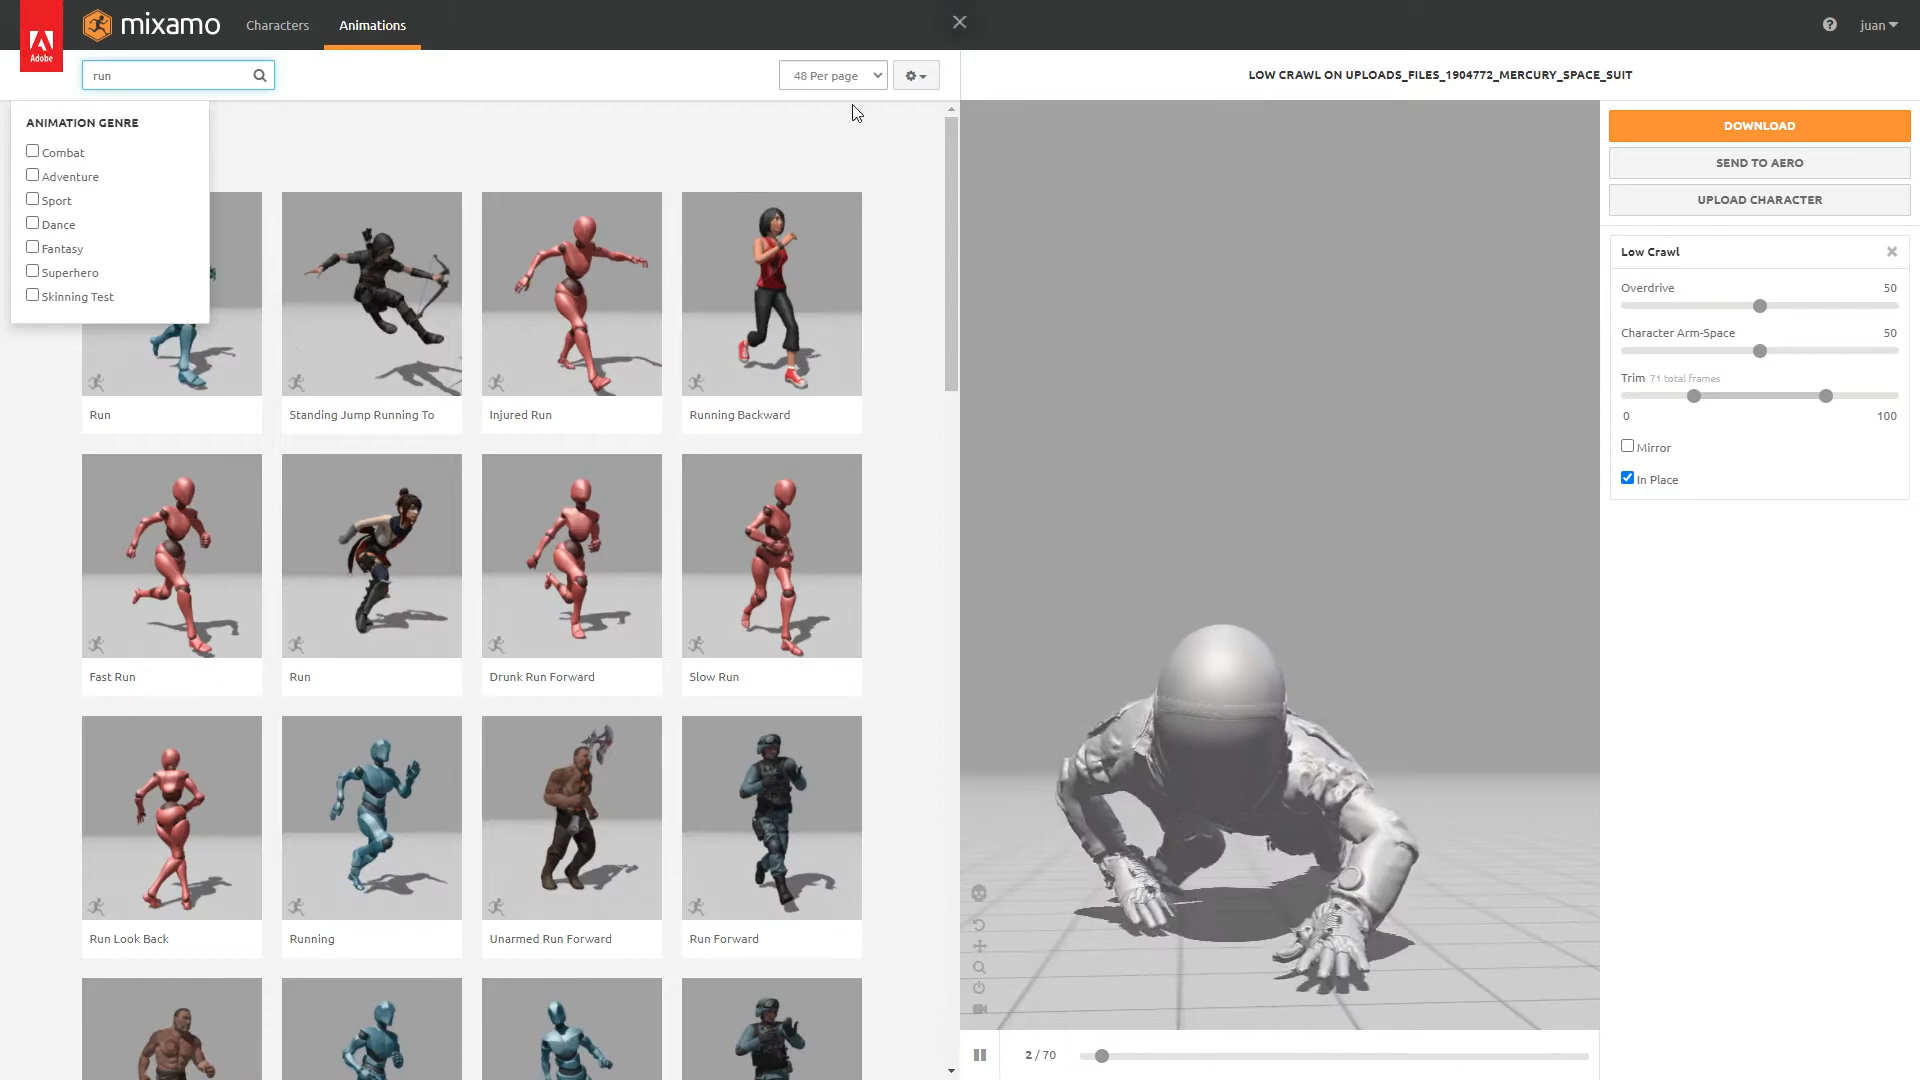 Adobe
mixamo
Characters
Animations
juan
run
48 Per page
LOW CRAWL ON UPLOADS_FILES_1904772_MERCURY_SPACE_SUIT
ANIMATION GENRE
Combat
Adventure
Sport
Dance
Fantasy
Superhero
Skinning Test
Run
Standing Jump Running To
Injured Run
Running Backward
Fast Run
Run
Drunk Run Forward
Slow Run
Run Look Back
Running
Unarmed Run Forward
Run Forward
DOWNLOAD
SEND TO AERO
UPLOAD CHARACTER
Low Crawl
Overdrive 50
Character Arm-Space 50
Trim 71 total frames
0 100
Mirror
In Place
2 / 70